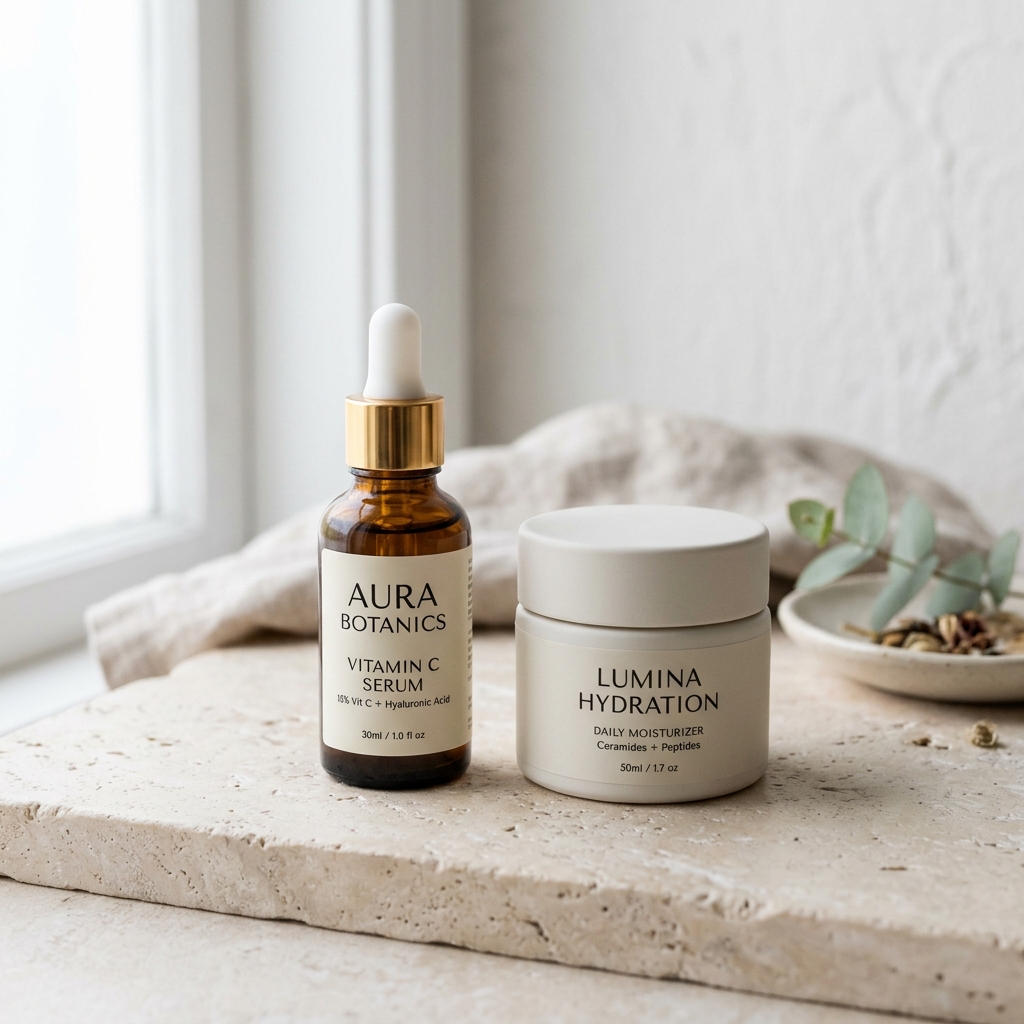 AURA
BOTANICS
VITAMIN C
SERUM
15% Vit C + Hyaluronic Acid
30ml / 1.0 fl oz
LUMINA
HYDRATION
DAILY MOISTURIZER
Ceramides + Peptides
50ml / 1.7 oz